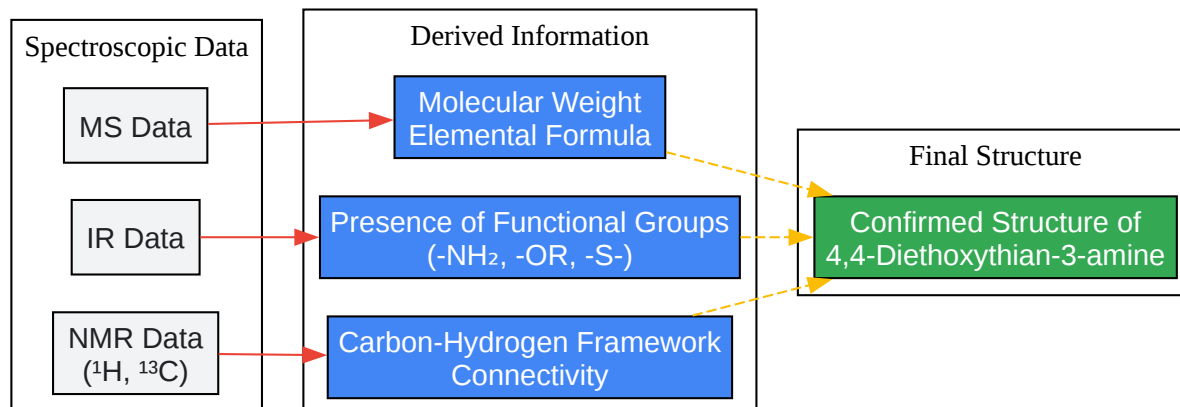 Spectroscopic Data
MS Data
IR Data
NMR Data
(¹H, ¹³C)
Derived Information
Molecular Weight
Elemental Formula
Presence of Functional Groups
(-NH₂, -OR, -S-)
Carbon-Hydrogen Framework
Connectivity
Final Structure
Confirmed Structure of
4,4-Diethoxythian-3-amine